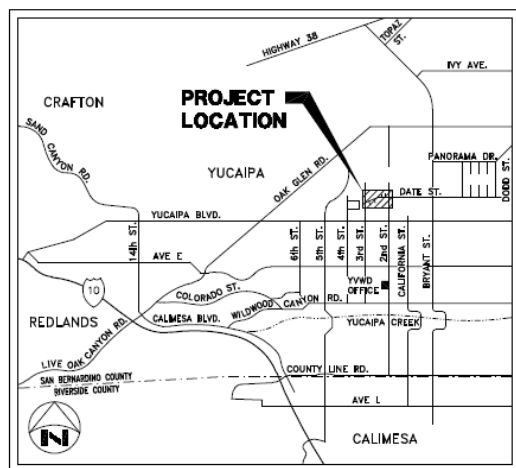 HIGHWAY 38
TOPAZ ST.
IVY AVE.
CRAFTON
PROJECT
LOCATION
SAND CANYON RD.
YUCAIPA
OAK GLEN RD.
PANORAMA DR.
DODD ST.
DATE ST.
YUCAIPA BLVD.
14th ST.
AVE E
6th ST.
5th ST.
4th ST.
3rd ST.
2nd ST.
CALIFORNIA ST.
BRYANT ST.
YVWD
OFFICE
10
COLORADO ST.
WILDWOOD CANYON RD.
REDLANDS
CALIMESA BLVD.
YUCAIPA CREEK
LIVE OAK CANYON RD.
COUNTY LINE RD.
SAN BERNARDINO COUNTY
RIVERSIDE COUNTY
AVE L
N
CALIMESA